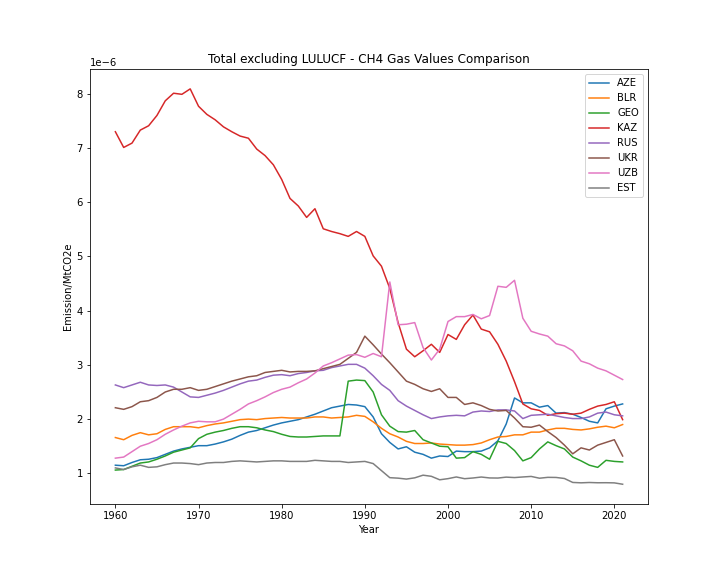 Total excluding LULUCF - CH4 Gas Values Comparison
1e−6
8
7
6
5
4
3
2
1
Emission/MtCO2e
1960
1970
1980
1990
2000
2010
2020
Year
AZE
BLR
GEO
KAZ
RUS
UKR
UZB
EST